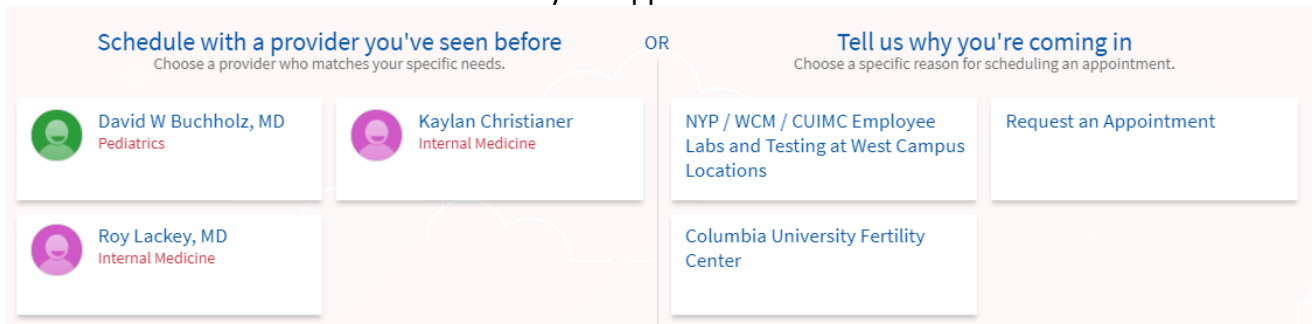 Schedule with a provider you've seen before
Choose a provider who matches your specific needs.
David W Buchholz, MD
Pediatrics
Kaylan Christianer
Internal Medicine
Roy Lackey, MD
Internal Medicine
OR
Tell us why you're coming in
Choose a specific reason for scheduling an appointment.
NYP / WCM / CUIMC Employee
Labs and Testing at West Campus
Locations
Request an Appointment
Columbia University Fertility
Center